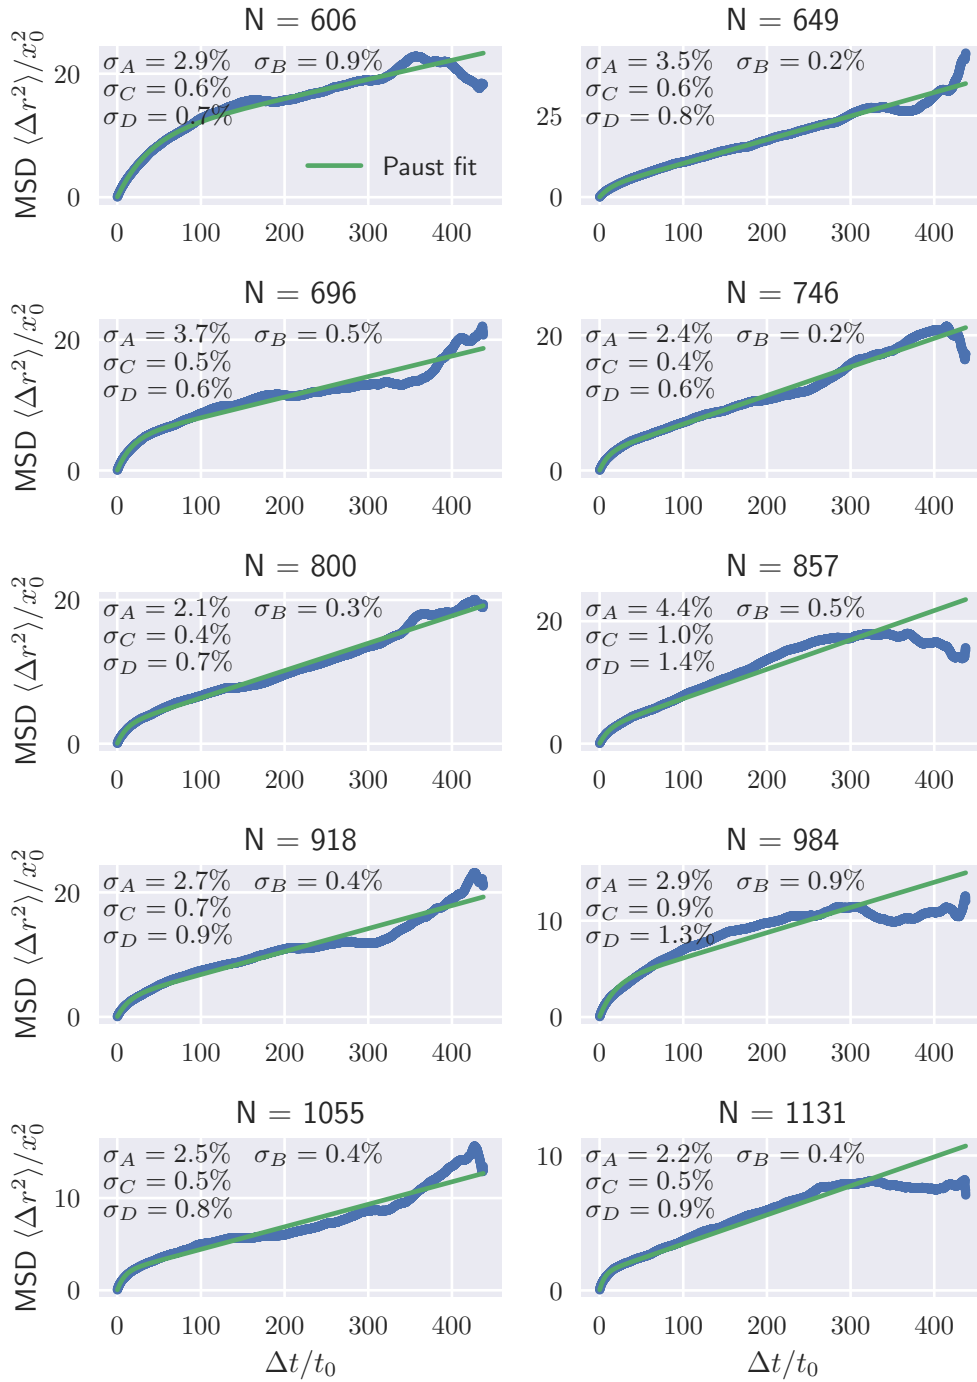 N = 606
MSD ⟨Δr²⟩/x₀²
σ_A = 2.9% σ_B = 0.9%
σ_C = 0.6%
σ_D = 0.7%
Paust fit
20
0
0 100 200 300 400
N = 649
σ_A = 3.5% σ_B = 0.2%
σ_C = 0.6%
σ_D = 0.8%
25
0
0 100 200 300 400
N = 696
MSD ⟨Δr²⟩/x₀²
σ_A = 3.7% σ_B = 0.5%
σ_C = 0.5%
σ_D = 0.6%
20
0
0 100 200 300 400
N = 746
σ_A = 2.4% σ_B = 0.2%
σ_C = 0.4%
σ_D = 0.6%
20
0
0 100 200 300 400
N = 800
MSD ⟨Δr²⟩/x₀²
σ_A = 2.1% σ_B = 0.3%
σ_C = 0.4%
σ_D = 0.7%
20
0
0 100 200 300 400
N = 857
σ_A = 4.4% σ_B = 0.5%
σ_C = 1.0%
σ_D = 1.4%
20
0
0 100 200 300 400
N = 918
MSD ⟨Δr²⟩/x₀²
σ_A = 2.7% σ_B = 0.4%
σ_C = 0.7%
σ_D = 0.9%
20
0
0 100 200 300 400
N = 984
σ_A = 2.9% σ_B = 0.9%
σ_C = 0.9%
σ_D = 1.3%
10
0
0 100 200 300 400
N = 1055
MSD ⟨Δr²⟩/x₀²
σ_A = 2.5% σ_B = 0.4%
σ_C = 0.5%
σ_D = 0.8%
10
0
0 100 200 300 400
Δt/t₀
N = 1131
σ_A = 2.2% σ_B = 0.4%
σ_C = 0.5%
σ_D = 0.9%
10
0
0 100 200 300 400
Δt/t₀